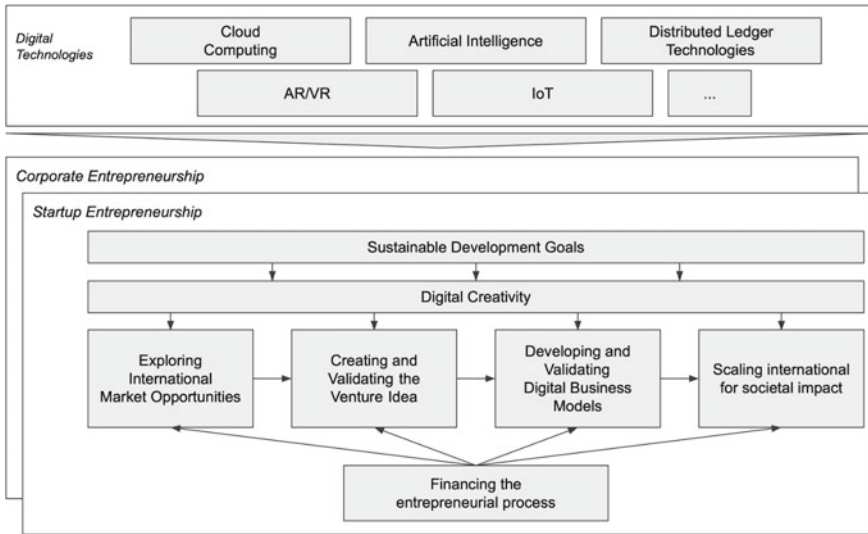 Digital
Technologies
Cloud
Computing
Artificial Intelligence
Distributed Ledger
Technologies
AR/VR
IoT
...
Corporate Entrepreneurship
Startup Entrepreneurship
Sustainable Development Goals
Digital Creativity
Exploring
International
Market Opportunities
Creating and
Validating the
Venture Idea
Developing and
Validating
Digital Business
Models
Scaling international
for societal impact
Financing the
entrepreneurial process